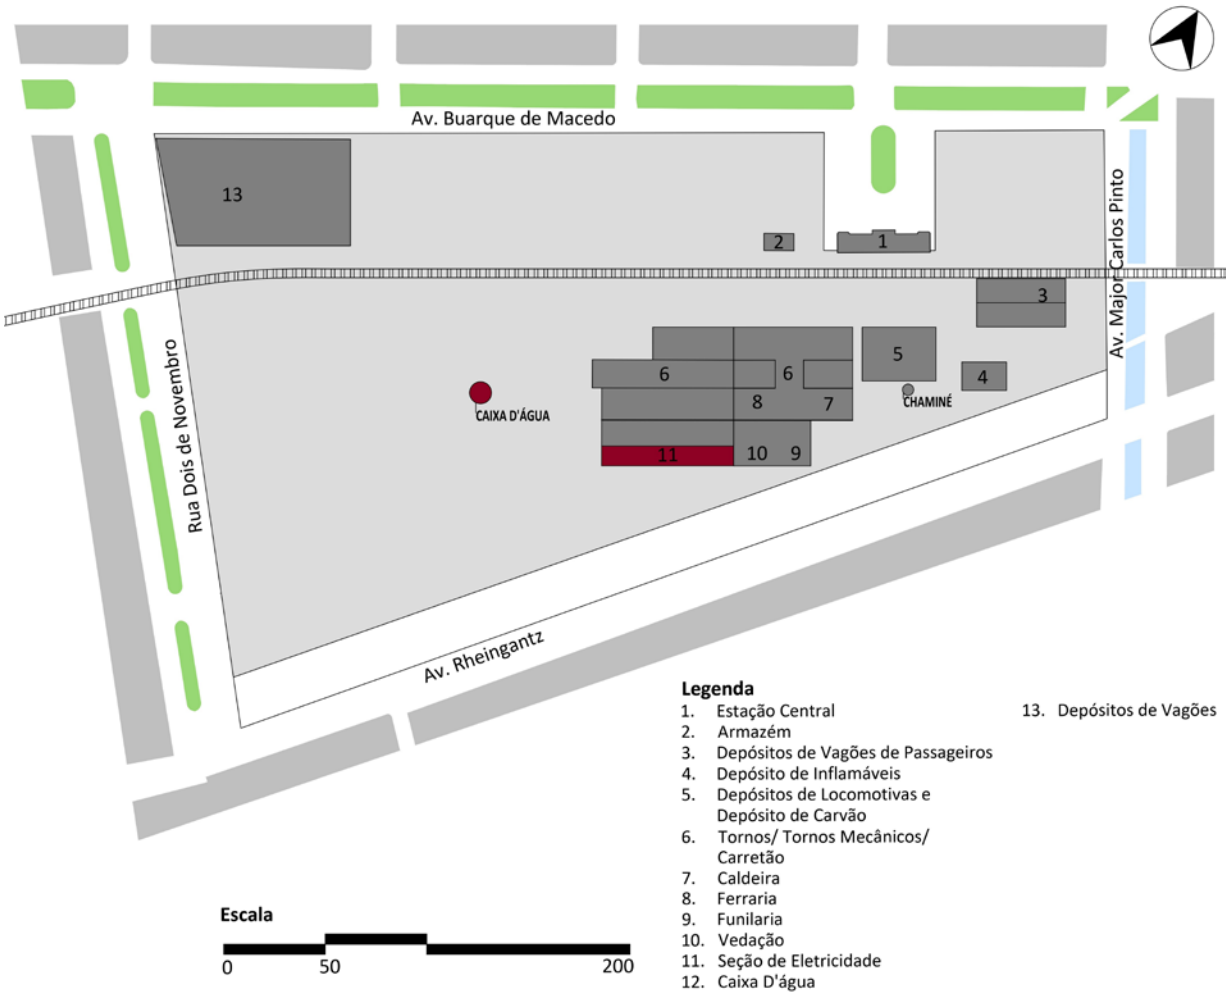 Av. Buarque de Macedo
13
2
1
Av. Major Carlos Pinto
3
Rua Dois de Novembro
6
6
5
4
CAIXA D'ÁGUA
8
7
CHAMINÉ
11
10
9
Av. Rheingantz
Legenda
1. Estação Central
2. Armazém
3. Depósitos de Vagões de Passageiros
4. Depósito de Inflamáveis
5. Depósitos de Locomotivas e
Depósito de Carvão
6. Tornos/ Tornos Mecânicos/
Carretão
7. Caldeira
8. Ferraria
9. Funilaria
10. Vedação
11. Seção de Eletricidade
12. Caixa D'água
13. Depósitos de Vagões
Escala
0 50 200